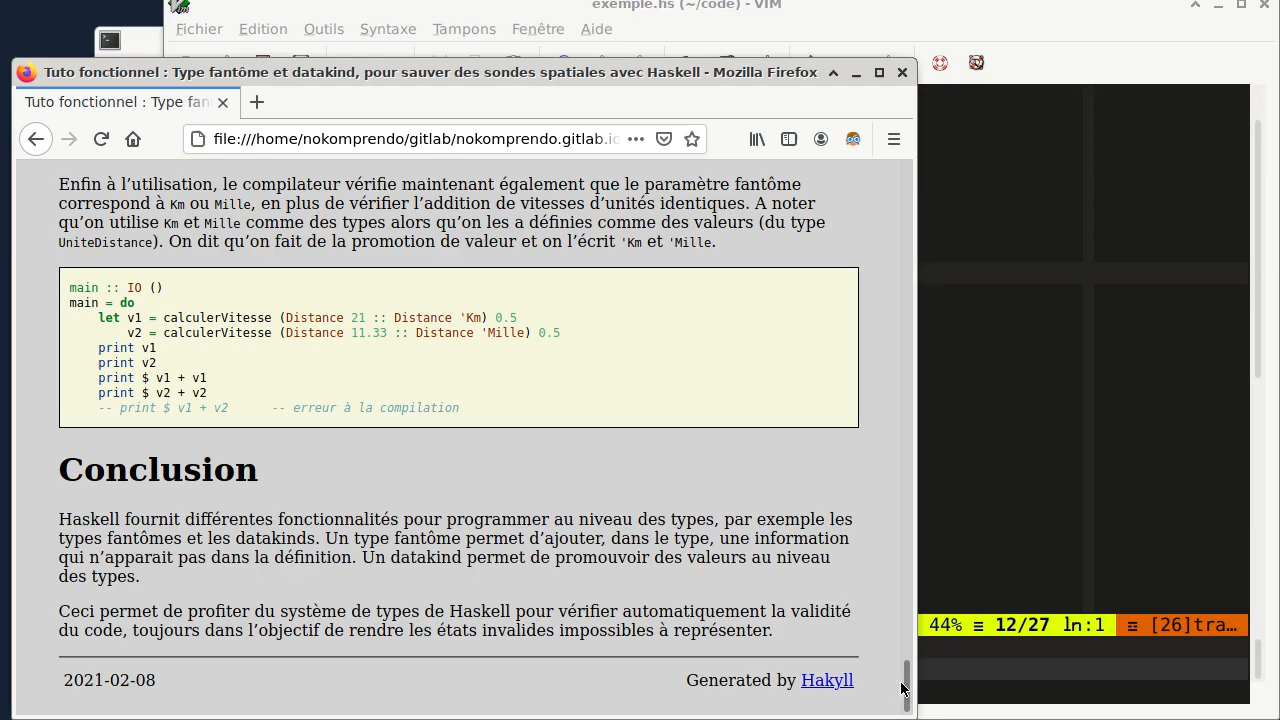 exemple.hs (~/code) - VIM
Fichier Edition Outils Syntaxe Tampons Fenêtre Aide
Tuto fonctionnel : Type fantôme et datakind, pour sauver des sondes spatiales avec Haskell - Mozilla Firefox
Tuto fonctionnel : Type fan
file:///home/nokomprendo/gitlab/nokomprendo.gitlab.io
Enfin à l’utilisation, le compilateur vérifie maintenant également que le paramètre fantôme
correspond à Km ou Mille, en plus de vérifier l’addition de vitesses d’unités identiques. A noter
qu’on utilise Km et Mille comme des types alors qu’on les a définies comme des valeurs (du type
UniteDistance). On dit qu’on fait de la promotion de valeur et on l’écrit 'Km et 'Mille.
main :: IO ()
main = do
    let v1 = calculerVitesse (Distance 21 :: Distance 'Km) 0.5
        v2 = calculerVitesse (Distance 11.33 :: Distance 'Mille) 0.5
    print v1
    print v2
    print $ v1 + v1
    print $ v2 + v2
    -- print $ v1 + v2      -- erreur à la compilation
Conclusion
Haskell fournit différentes fonctionnalités pour programmer au niveau des types, par exemple les
types fantômes et les datakinds. Un type fantôme permet d’ajouter, dans le type, une information
qui n’apparait pas dans la définition. Un datakind permet de promouvoir des valeurs au niveau
des types.
Ceci permet de profiter du système de types de Haskell pour vérifier automatiquement la validité
du code, toujours dans l’objectif de rendre les états invalides impossibles à représenter.
44% ≡ 12/27 ln:1 ☲ [26]tra…
2021-02-08 Generated by Hakyll